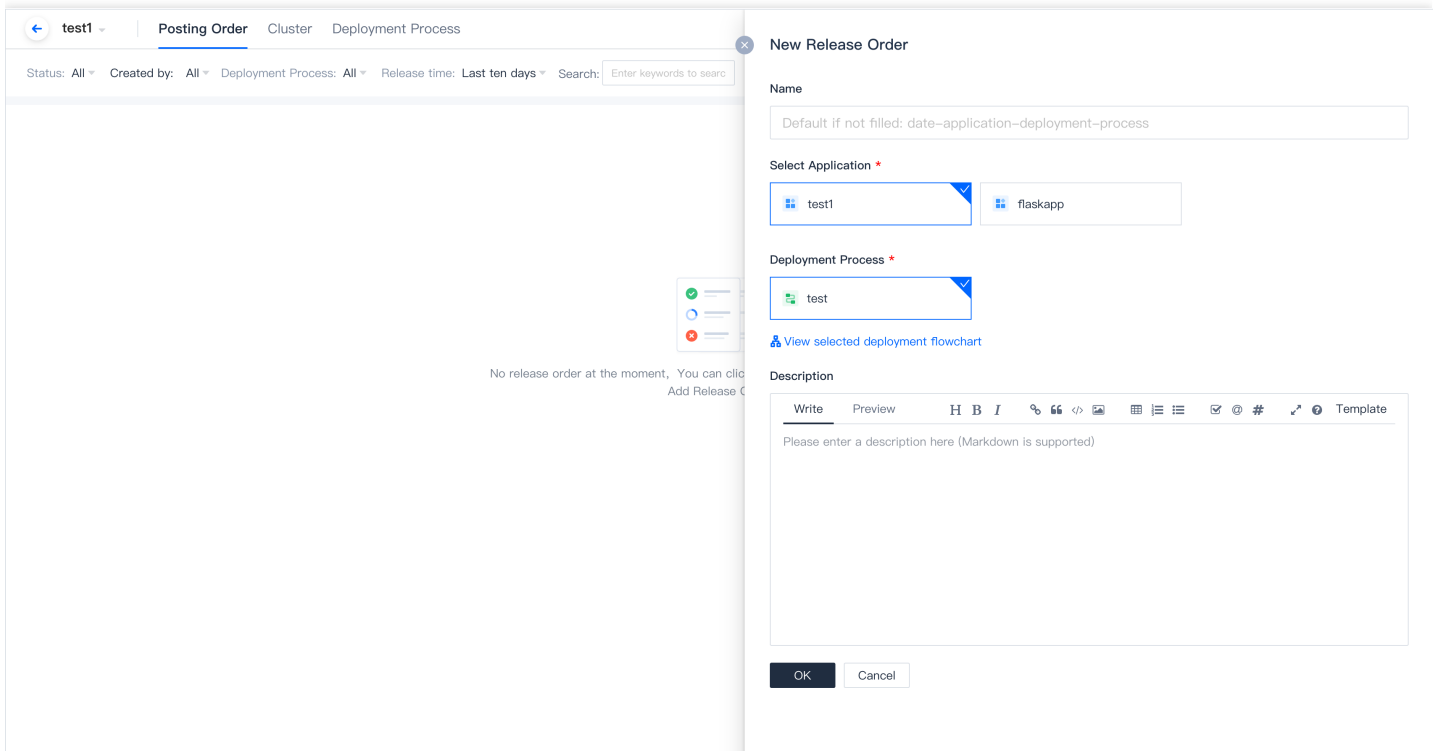 test1
Posting Order Cluster Deployment Process
Status: All Created by: All Deployment Process: All Release time: Last ten days Search: Enter keywords to searc
No release order at the moment, You can clic
Add Release
New Release Order
Name
Default if not filled: date-application-deployment-process
Select Application *
test1 flaskapp
Deployment Process *
test
View selected deployment flowchart
Description
Write Preview H B I @ # Template
Please enter a description here (Markdown is supported)
OK Cancel